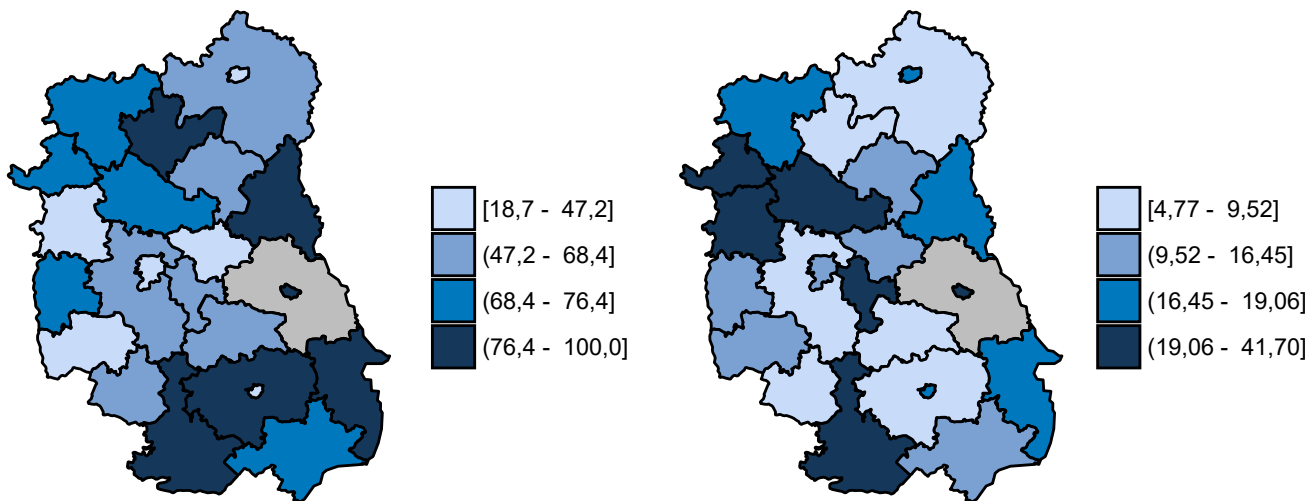 [18,7 - 47,2]
(47,2 - 68,4]
(68,4 - 76,4]
(76,4 - 100,0]
[4,77 - 9,52]
(9,52 - 16,45]
(16,45 - 19,06]
(19,06 - 41,70]